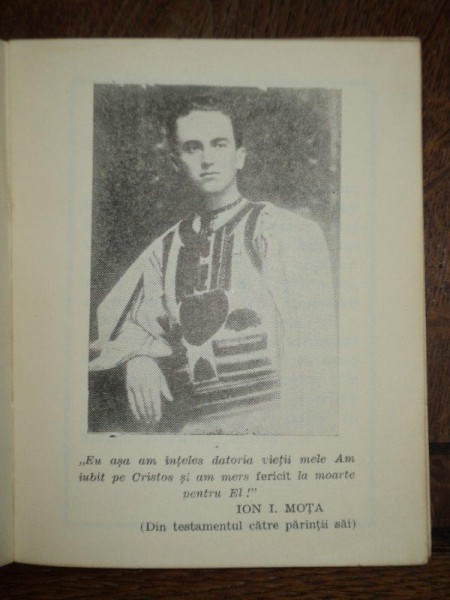 „Eu așa am înțeles datoria vieții mele Am
iubit pe Cristos și am mers fericit la moarte
pentru El!”
ION I. MOȚA
(Din testamentul către părinții săi)